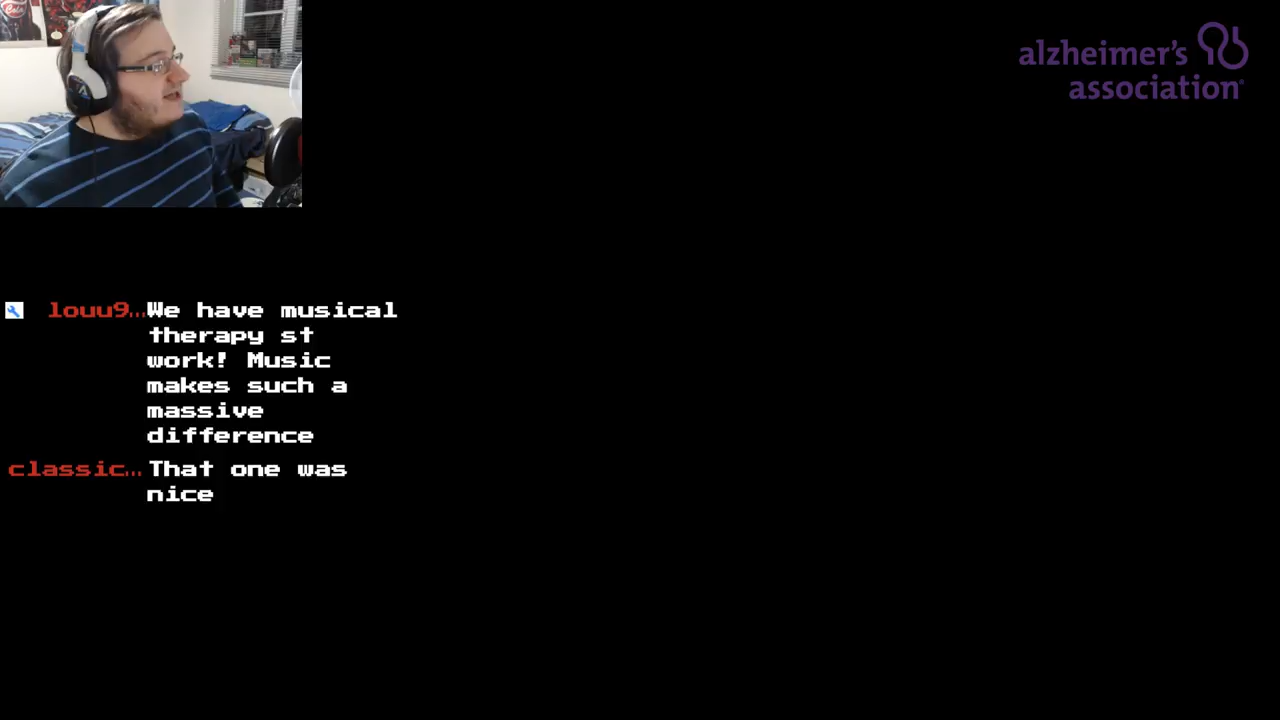 alzheimer's
association
louu9...We have musical
therapy st
work! Music
makes such a
massive
difference
classic...That one was
nice